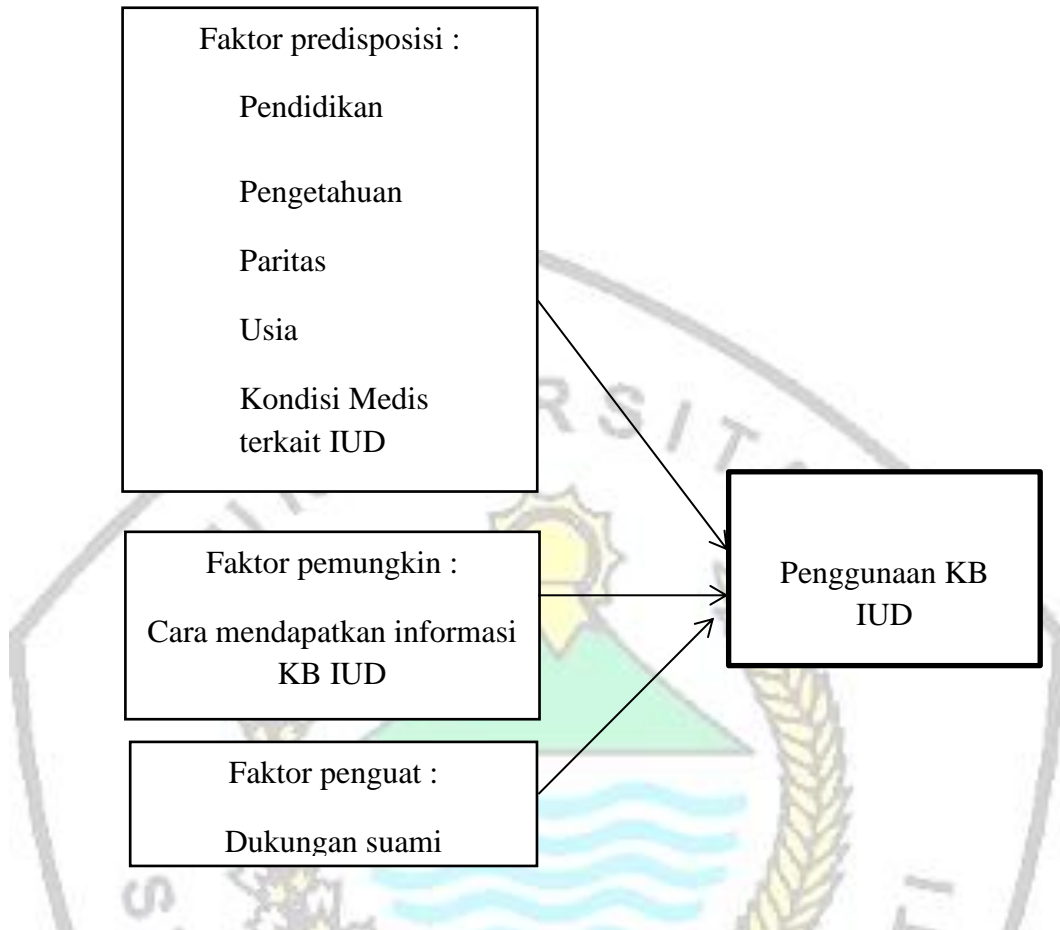 Faktor predisposisi :
Pendidikan
Pengetahuan
Paritas
Usia
Kondisi Medis
terkait IUD
Faktor pemungkin :
Cara mendapatkan informasi
KB IUD
Faktor penguat :
Dukungan suami
Penggunaan KB
IUD